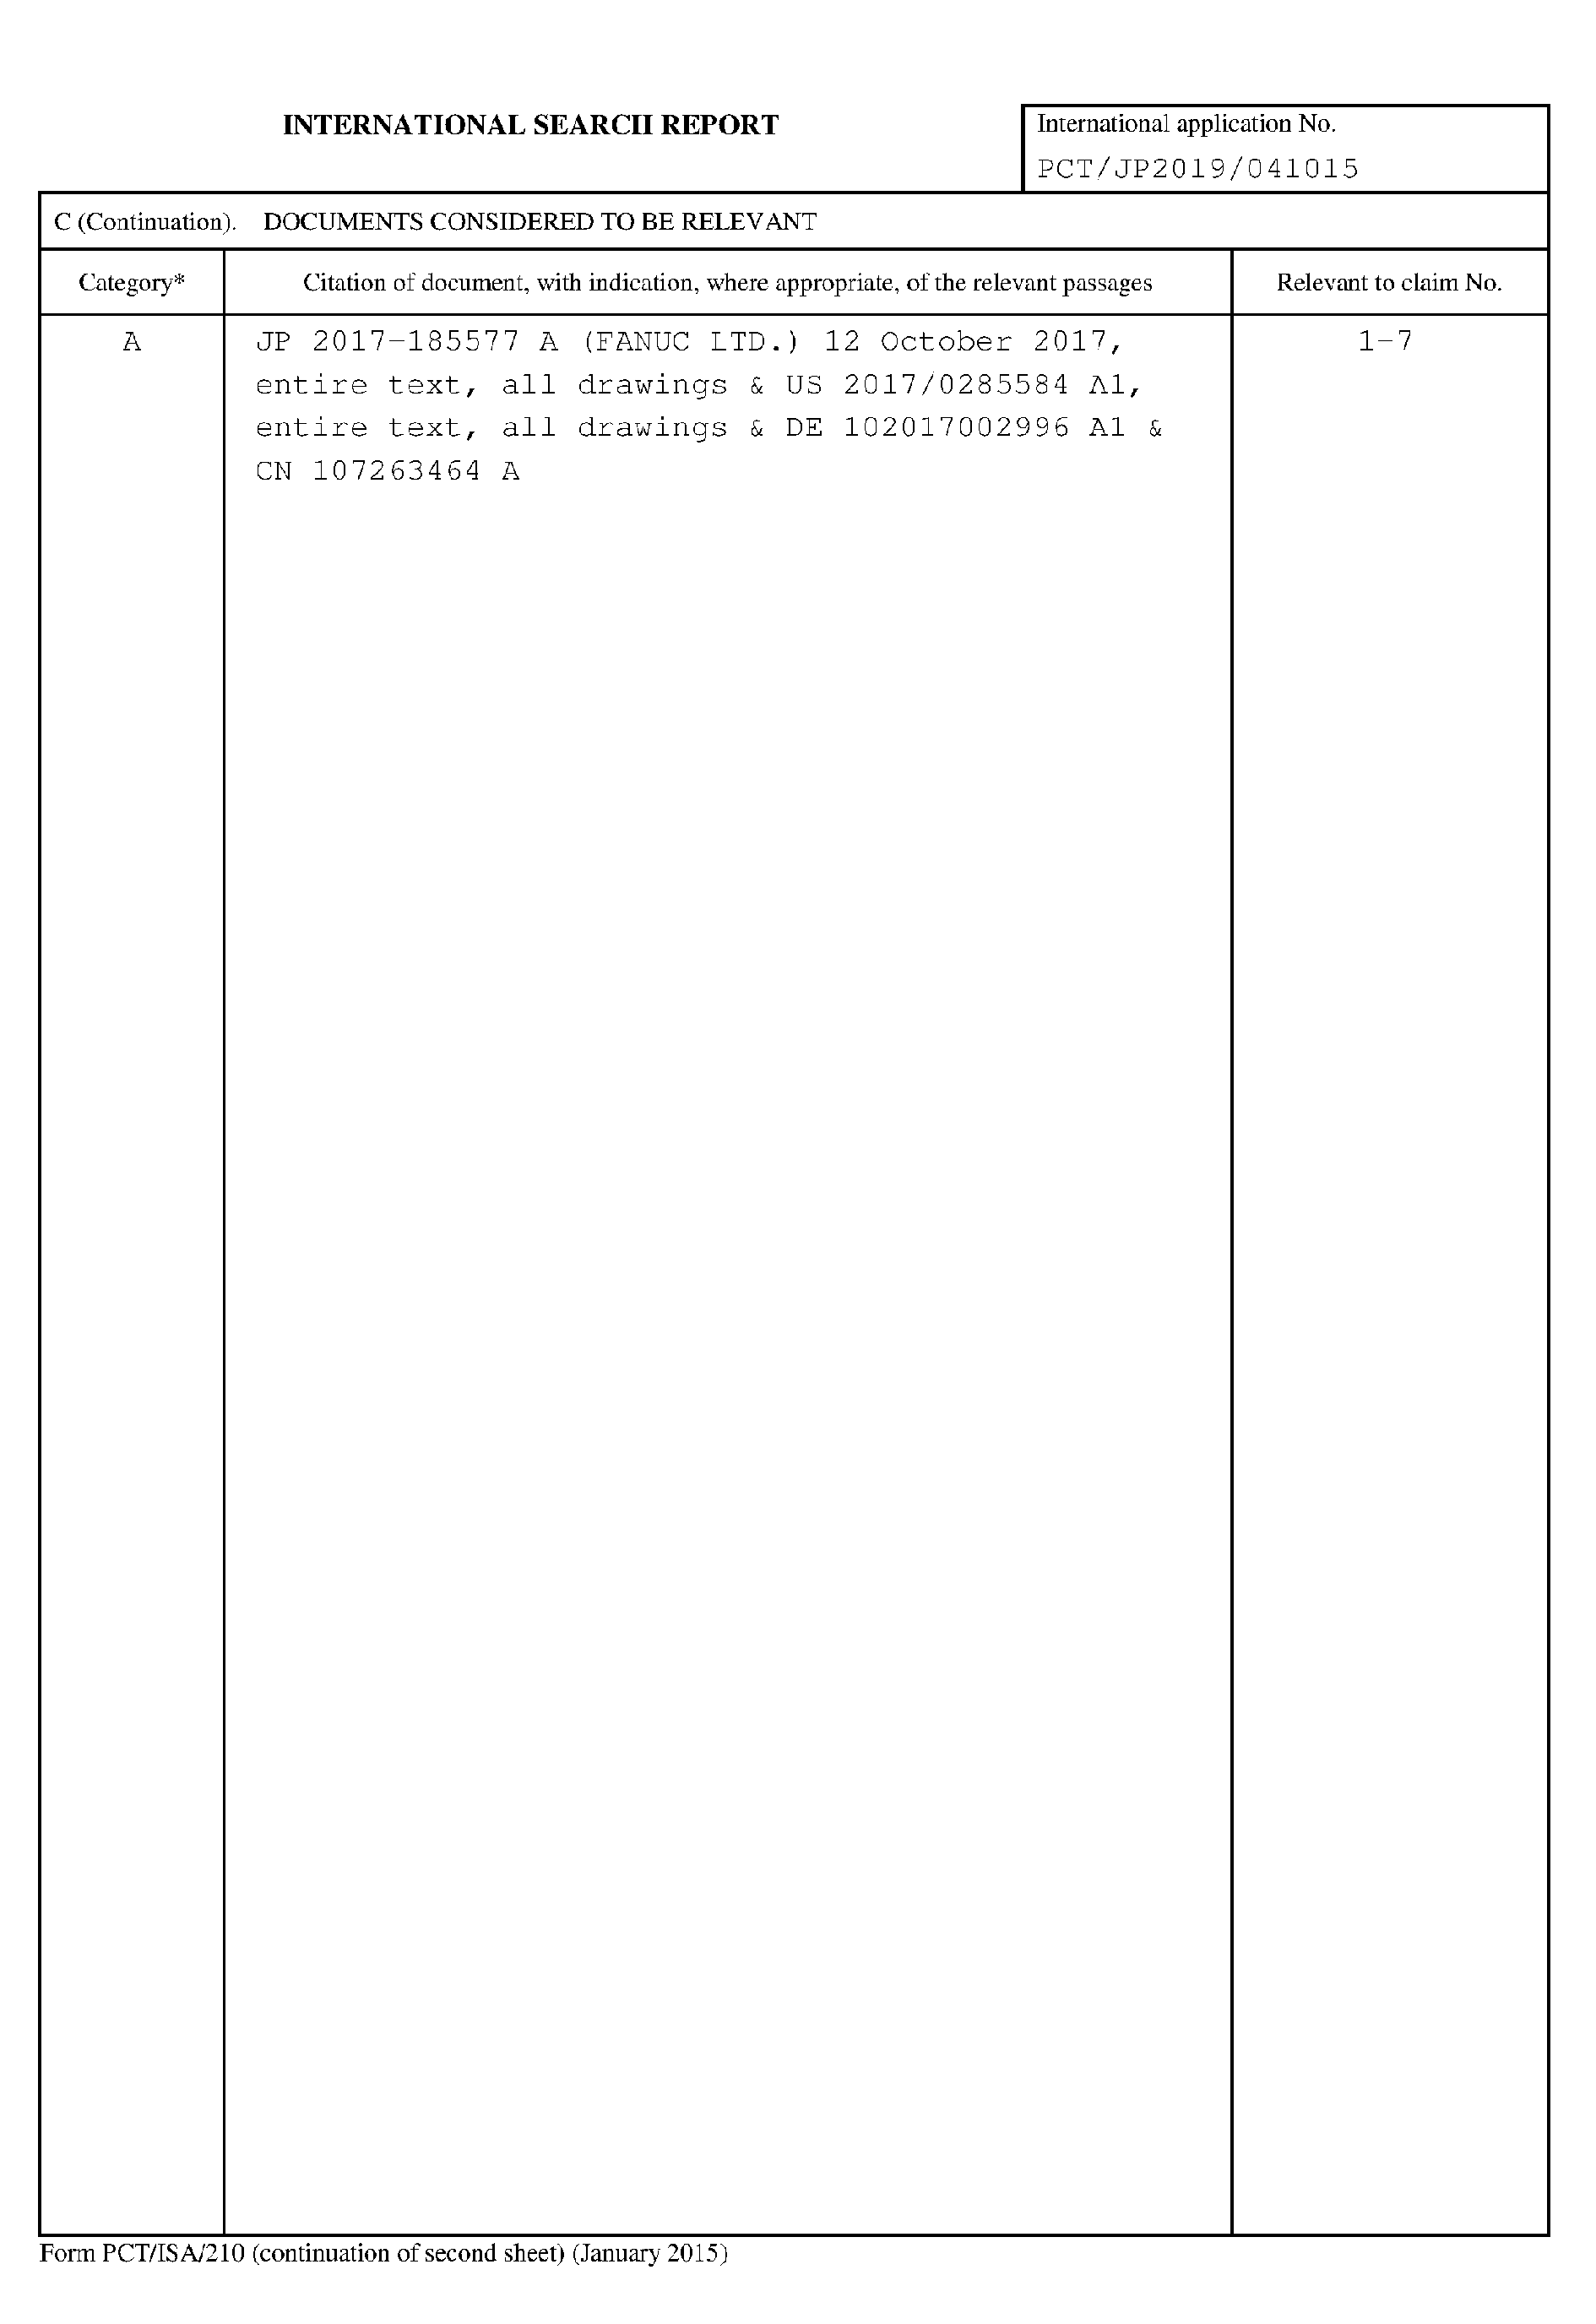 INTERNATIONAL SEARCH REPORT
International application No.
PCT/JP2019/041015
C (Continuation). DOCUMENTS CONSIDERED TO BE RELEVANT
Category* Citation of document, with indication, where appropriate, of the relevant passages Relevant to claim No.
A JP 2017-185577 A (FANUC LTD.) 12 October 2017, 1-7
entire text, all drawings & US 2017/0285584 A1,
entire text, all drawings & DE 102017002996 A1 &
CN 107263464 A
Form PCT/ISA/210 (continuation of second sheet) (January 2015)